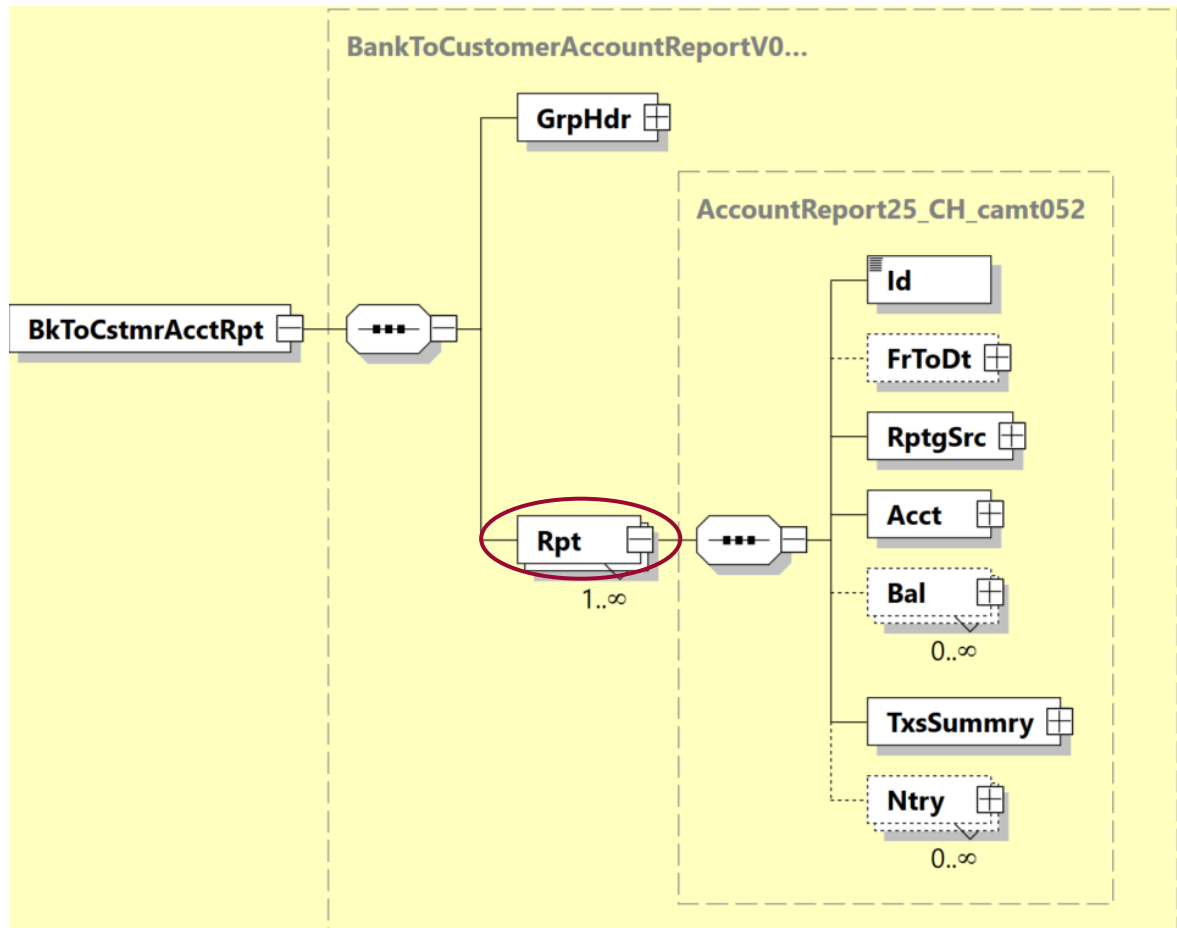 BankToCustomerAccountReportV0...
GrpHdr
AccountReport25_CH_camt052
Id
BkToCstmrAcctRpt
FrToDt
RptgSrc
Acct
Rpt
1..∞
Bal
0..∞
TxsSummry
Ntry
0..∞